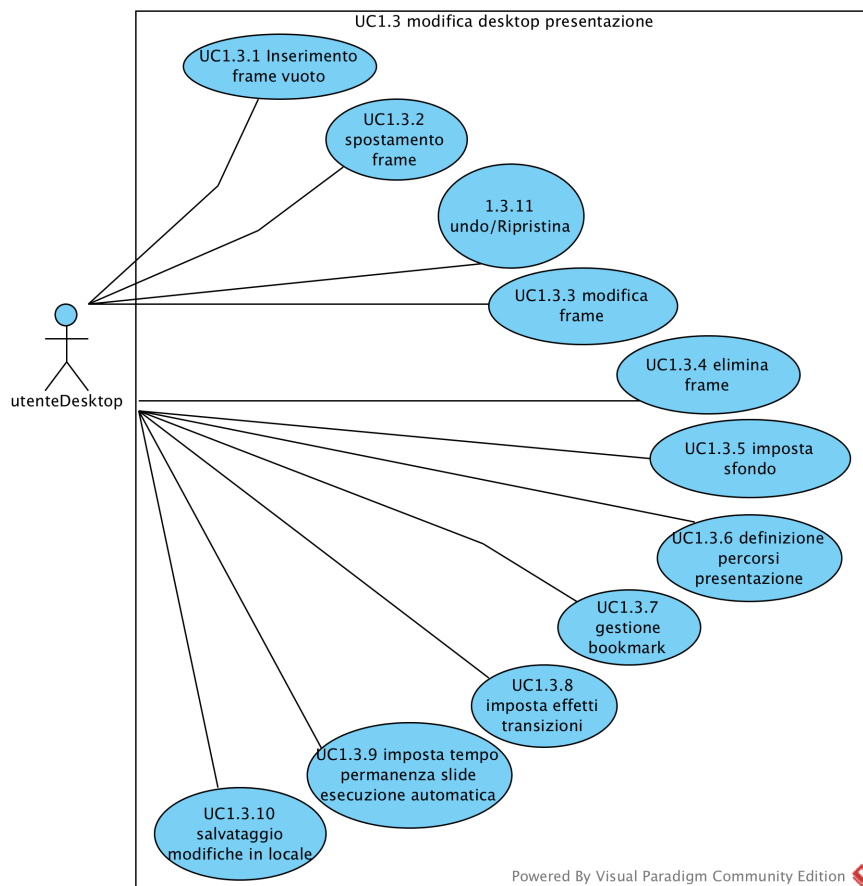 UC1.3 modifica desktop presentazione
UC1.3.1 Inserimento
frame vuoto
UC1.3.2
spostamento
frame
1.3.11
undo/Ripristina
UC1.3.3 modifica
frame
UC1.3.4 elimina
frame
utenteDesktop
UC1.3.5 imposta
sfondo
UC1.3.6 definizione
percorsi
presentazione
UC1.3.7
gestione
bookmark
UC1.3.8
imposta effetti
transizioni
UC1.3.9 imposta tempo
permanenza slide
esecuzione automatica
UC1.3.10
salvataggio
modifiche in locale
Powered By Visual Paradigm Community Edition